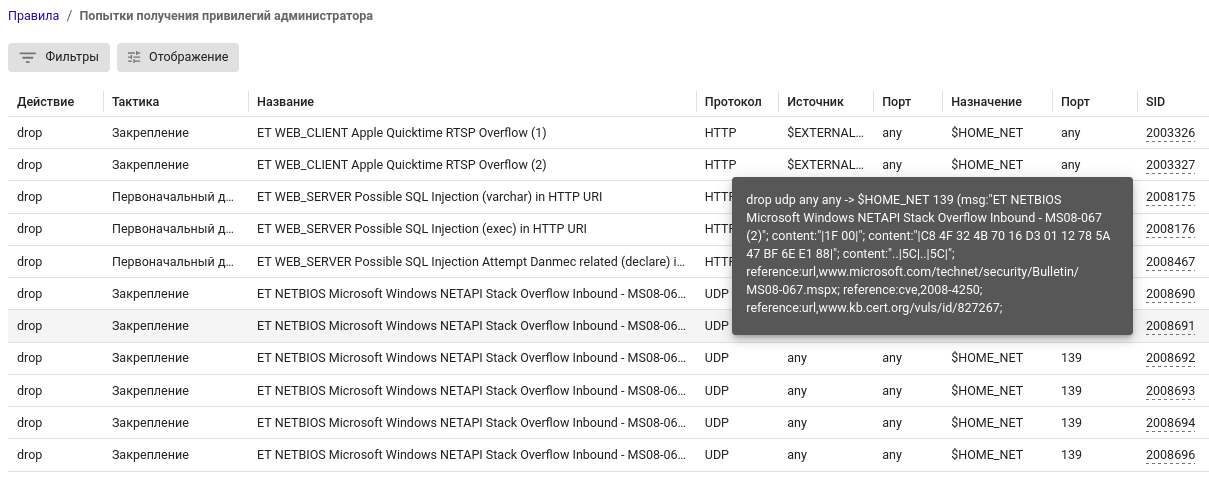 Правила / Попытки получения привилегий администратора
Фильтры Отображение
Действие Тактика Название Протокол Источник Порт Назначение Порт SID
drop Закрепление ET WEB_CLIENT Apple Quicktime RTSP Overflow (1) HTTP $EXTERNAL... any $HOME_NET any 2003326
drop Закрепление ET WEB_CLIENT Apple Quicktime RTSP Overflow (2) HTTP $EXTERNAL... any $HOME_NET any 2003327
drop Первоначальный д... ET WEB_SERVER Possible SQL Injection (varchar) in HTTP URI 2008175
drop Первоначальный д... ET WEB_SERVER Possible SQL Injection (exec) in HTTP URI 2008176
drop Первоначальный д... ET WEB_SERVER Possible SQL Injection Attempt Danmec related (declare) i... 2008467
drop Закрепление ET NETBIOS Microsoft Windows NETAPI Stack Overflow Inbound - MS08-06... UDP 2008690
drop Закрепление ET NETBIOS Microsoft Windows NETAPI Stack Overflow Inbound - MS08-06... UDP 2008691
drop udp any any -> $HOME_NET 139 (msg:"ET NETBIOS
Microsoft Windows NETAPI Stack Overflow Inbound - MS08-067
(2)"; content:"|1F 00|"; content:"|C8 4F 32 4B 70 16 D3 01 12 78 5A
47 BF 6E E1 88|"; content:"..|5C|..|5C|";
reference:url,www.microsoft.com/technet/security/Bulletin/
MS08-067.mspx; reference:cve,2008-4250;
reference:url,www.kb.cert.org/vuls/id/827267;
drop Закрепление ET NETBIOS Microsoft Windows NETAPI Stack Overflow Inbound - MS08-06... UDP any any $HOME_NET 139 2008692
drop Закрепление ET NETBIOS Microsoft Windows NETAPI Stack Overflow Inbound - MS08-06... UDP any any $HOME_NET 139 2008693
drop Закрепление ET NETBIOS Microsoft Windows NETAPI Stack Overflow Inbound - MS08-06... UDP any any $HOME_NET 139 2008694
drop Закрепление ET NETBIOS Microsoft Windows NETAPI Stack Overflow Inbound - MS08-06... UDP any any $HOME_NET 139 2008696